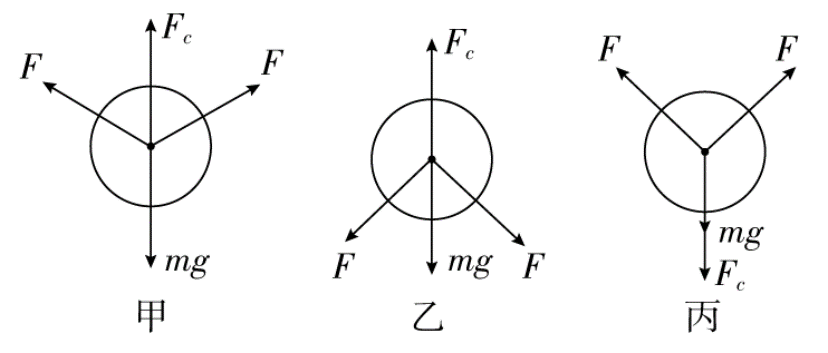 F F_c F
mg
甲
F_c
F mg F
乙
F F
mg
F_c
丙